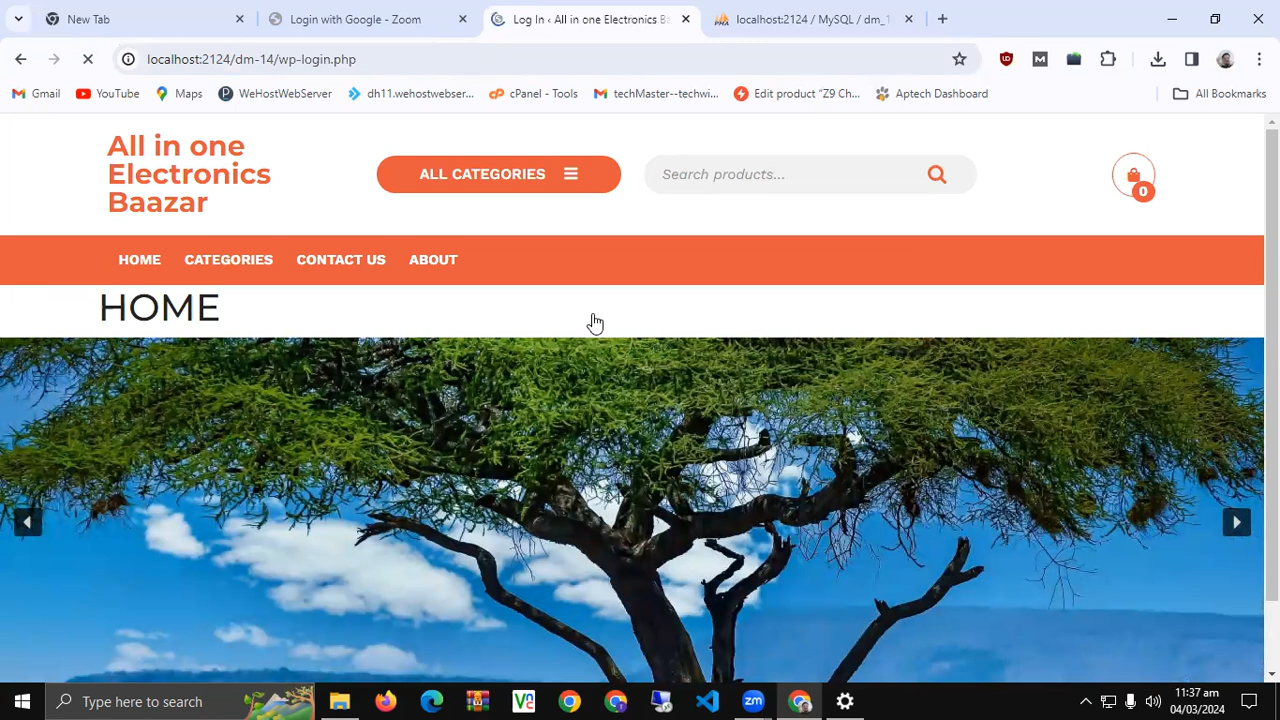 New Tab
Login with Google - Zoom
Log In ‹ All in one Electronics B
localhost:2124 / MySQL / dm_1
localhost:2124/dm-14/wp-login.php
Gmail
YouTube
Maps
WeHostWebServer
dh11.wehostwebser...
cPanel - Tools
techMaster--techwi...
Edit product "Z9 Ch...
Aptech Dashboard
All Bookmarks
All in one
Electronics
Baazar
ALL CATEGORIES
Search products...
0
HOME CATEGORIES CONTACT US ABOUT
HOME
Type here to search
11:37 am
04/03/2024